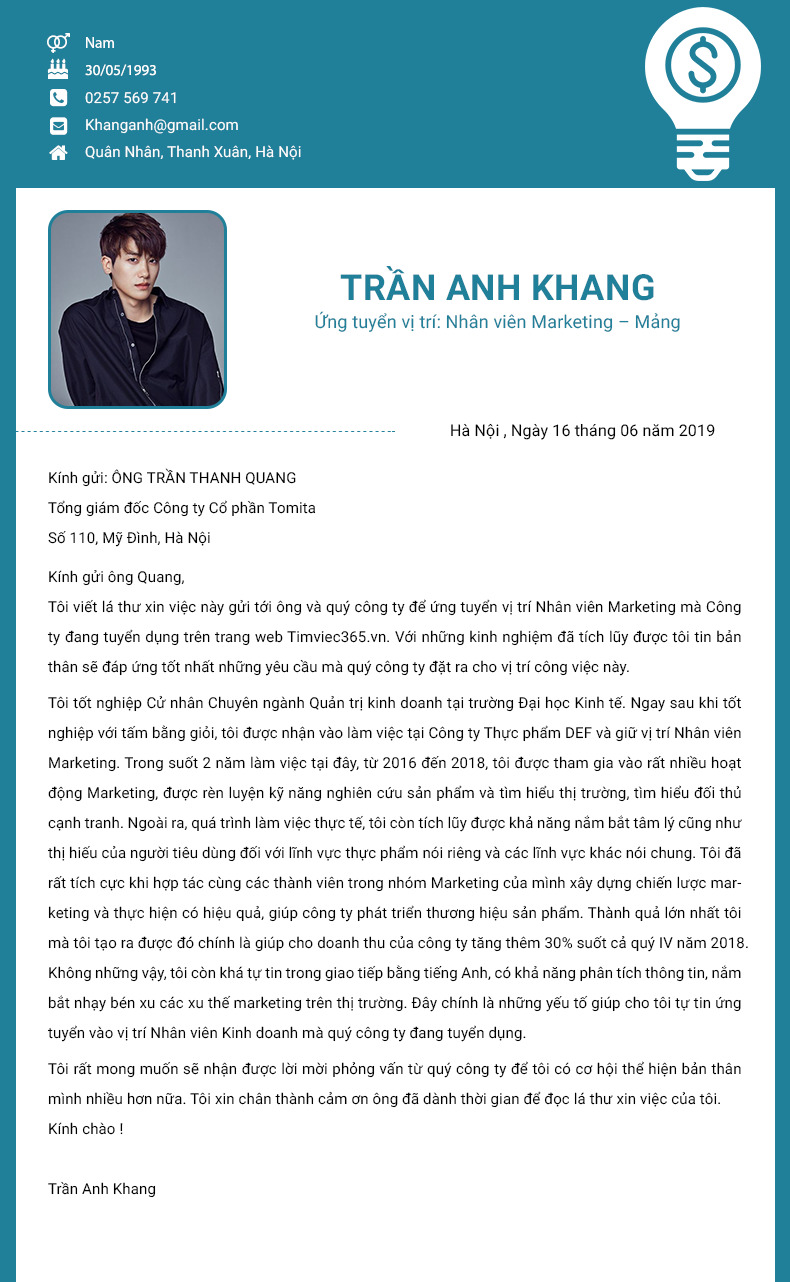 Nam
30/05/1993
0257 569 741
Khanganh@gmail.com
Quân Nhân, Thanh Xuân, Hà Nội
$
TRẦN ANH KHANG
Ứng tuyển vị trí: Nhân viên Marketing – Mảng
Hà Nội , Ngày 16 tháng 06 năm 2019
Kính gửi: ÔNG TRẦN THANH QUANG
Tổng giám đốc Công ty Cổ phần Tomita
Số 110, Mỹ Đình, Hà Nội
Kính gửi ông Quang,
Tôi viết lá thư xin việc này gửi tới ông và quý công ty để ứng tuyển vị trí Nhân viên Marketing mà Công
ty đang tuyển dụng trên trang web Timviec365.vn. Với những kinh nghiệm đã tích lũy được tôi tin bản
thân sẽ đáp ứng tốt nhất những yêu cầu mà quý công ty đặt ra cho vị trí công việc này.
Tôi tốt nghiệp Cử nhân Chuyên ngành Quản trị kinh doanh tại trường Đại học Kinh tế. Ngay sau khi tốt
nghiệp với tấm bằng giỏi, tôi được nhận vào làm việc tại Công ty Thực phẩm DEF và giữ vị trí Nhân viên
Marketing. Trong suốt 2 năm làm việc tại đây, từ 2016 đến 2018, tôi được tham gia vào rất nhiều hoạt
động Marketing, được rèn luyện kỹ năng nghiên cứu sản phẩm và tìm hiểu thị trường, tìm hiểu đối thủ
cạnh tranh. Ngoài ra, quá trình làm việc thực tế, tôi còn tích lũy được khả năng nắm bắt tâm lý cũng như
thị hiếu của người tiêu dùng đối với lĩnh vực thực phẩm nói riêng và các lĩnh vực khác nói chung. Tôi đã
rất tích cực khi hợp tác cùng các thành viên trong nhóm Marketing của mình xây dựng chiến lược mar-
keting và thực hiện có hiệu quả, giúp công ty phát triển thương hiệu sản phẩm. Thành quả lớn nhất tôi
mà tôi tạo ra được đó chính là giúp cho doanh thu của công ty tăng thêm 30% suốt cả quý IV năm 2018.
Không những vậy, tôi còn khá tự tin trong giao tiếp bằng tiếng Anh, có khả năng phân tích thông tin, nắm
bắt nhạy bén xu các xu thế marketing trên thị trường. Đây chính là những yếu tố giúp cho tôi tự tin ứng
tuyển vào vị trí Nhân viên Kinh doanh mà quý công ty đang tuyển dụng.
Tôi rất mong muốn sẽ nhận được lời mời phỏng vấn từ quý công ty để tôi có cơ hội thể hiện bản thân
mình nhiều hơn nữa. Tôi xin chân thành cảm ơn ông đã dành thời gian để đọc lá thư xin việc của tôi.
Kính chào !
Trần Anh Khang